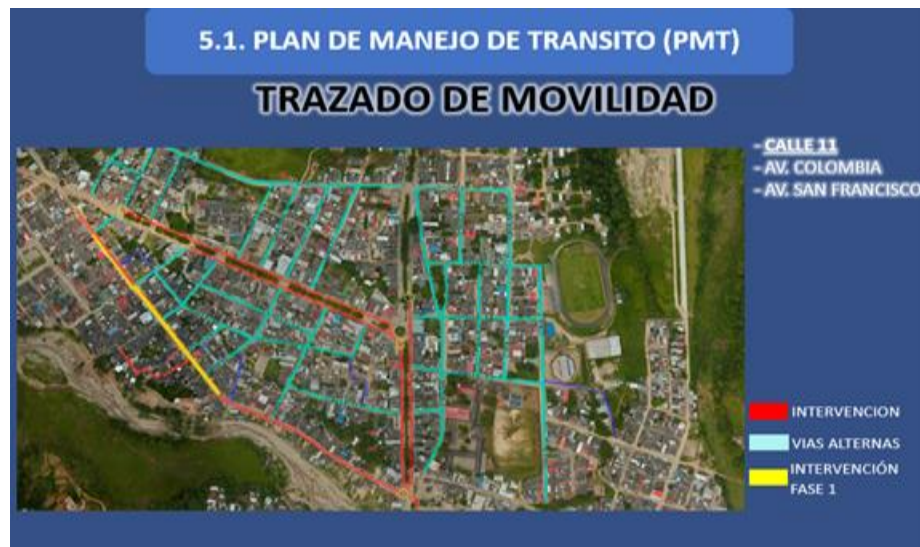 5.1. PLAN DE MANEJO DE TRANSITO (PMT)
TRAZADO DE MOVILIDAD
- CALLE 11
- AV. COLOMBIA
- AV. SAN FRANCISCO
INTERVENCION
VIAS ALTERNAS
INTERVENCIÓN
FASE 1